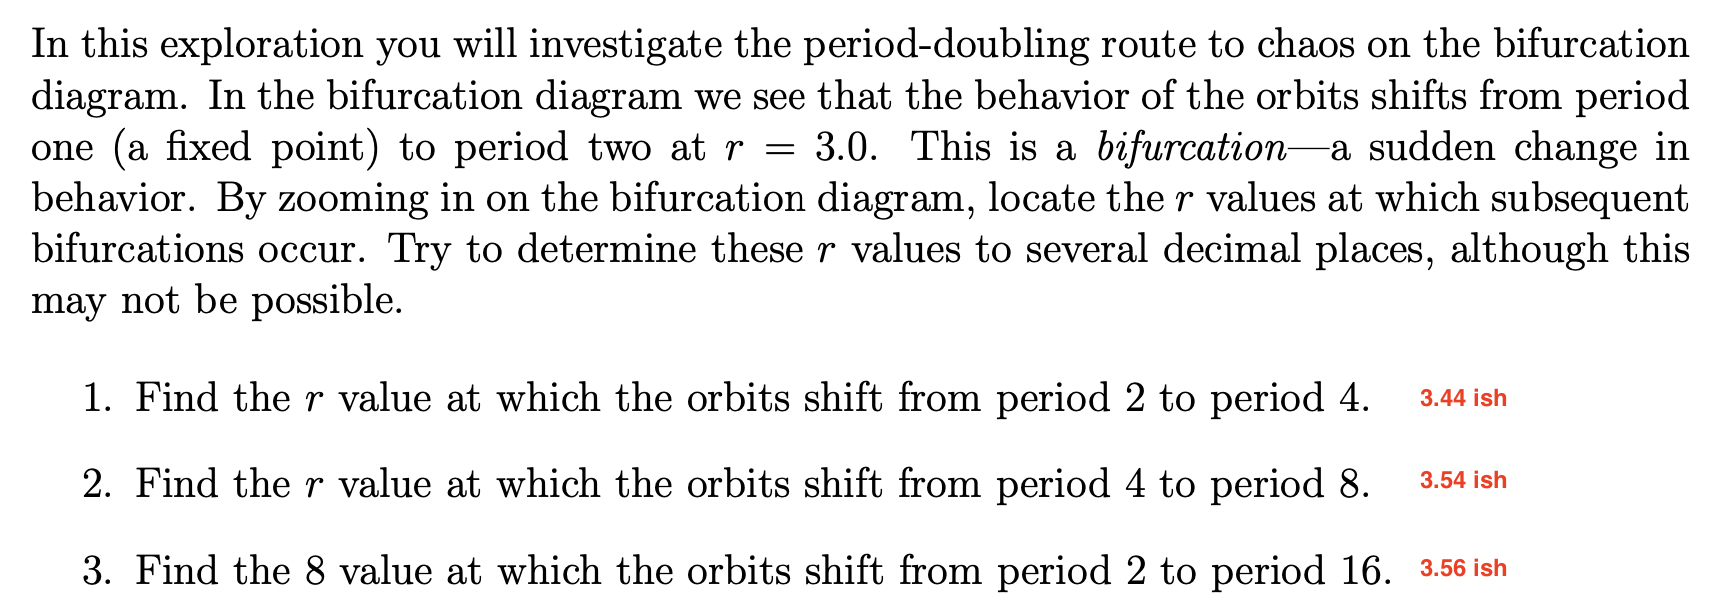 In this exploration you will investigate the period-doubling route to chaos on the bifurcation
diagram. In the bifurcation diagram we see that the behavior of the orbits shifts from period
one (a fixed point) to period two at r = 3.0. This is a bifurcation—a sudden change in
behavior. By zooming in on the bifurcation diagram, locate the r values at which subsequent
bifurcations occur. Try to determine these r values to several decimal places, although this
may not be possible.
1. Find the r value at which the orbits shift from period 2 to period 4. 3.44 ish
2. Find the r value at which the orbits shift from period 4 to period 8. 3.54 ish
3. Find the 8 value at which the orbits shift from period 2 to period 16. 3.56 ish